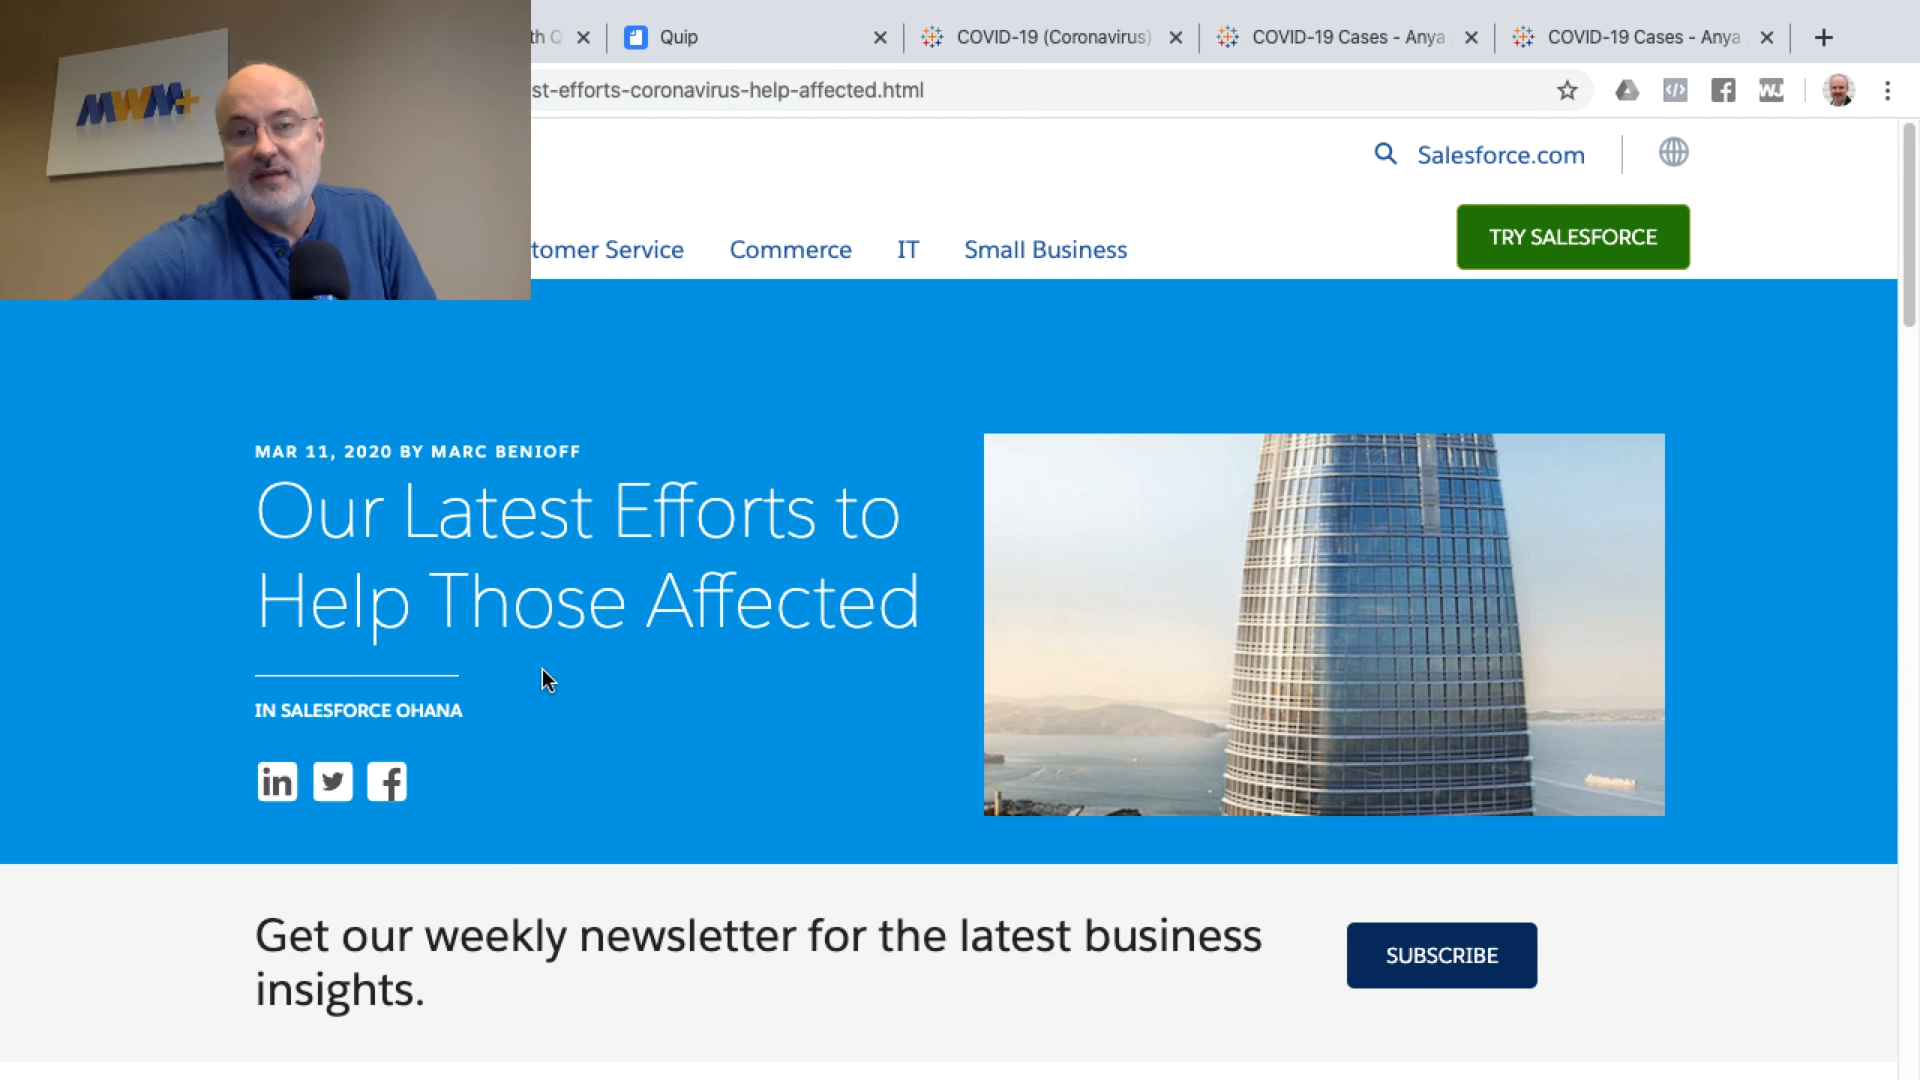 MWM+
th Q
Quip
COVID-19 (Coronavirus)
COVID-19 Cases - Anya
COVID-19 Cases - Anya
st-efforts-coronavirus-help-affected.html
WJ
Salesforce.com
tomer Service
Commerce
IT
Small Business
TRY SALESFORCE
MAR 11, 2020 BY MARC BENIOFF
Our Latest Efforts to
Help Those Affected
IN SALESFORCE OHANA
in
f
Get our weekly newsletter for the latest business
insights.
SUBSCRIBE